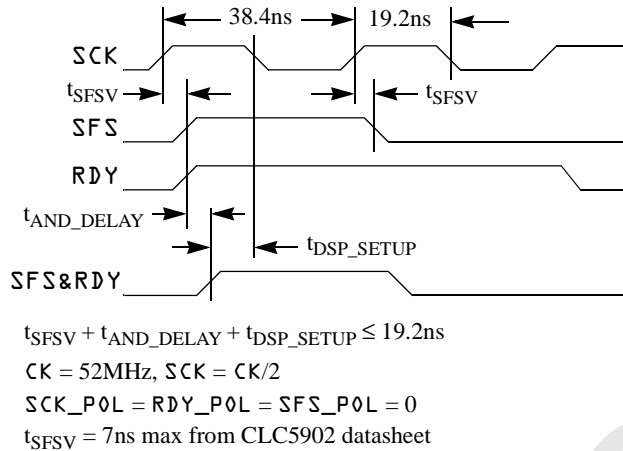 38.4ns 19.2ns
SCK
tSFSV tSFSV
SFS
RDY
tAND_DELAY
tDSP_SETUP
SFS&RDY
tSFSV + tAND_DELAY + tDSP_SETUP ≤ 19.2ns
CK = 52MHz, SCK = CK/2
SCK_POL = RDY_POL = SFS_POL = 0
tSFSV = 7ns max from CLC5902 datasheet